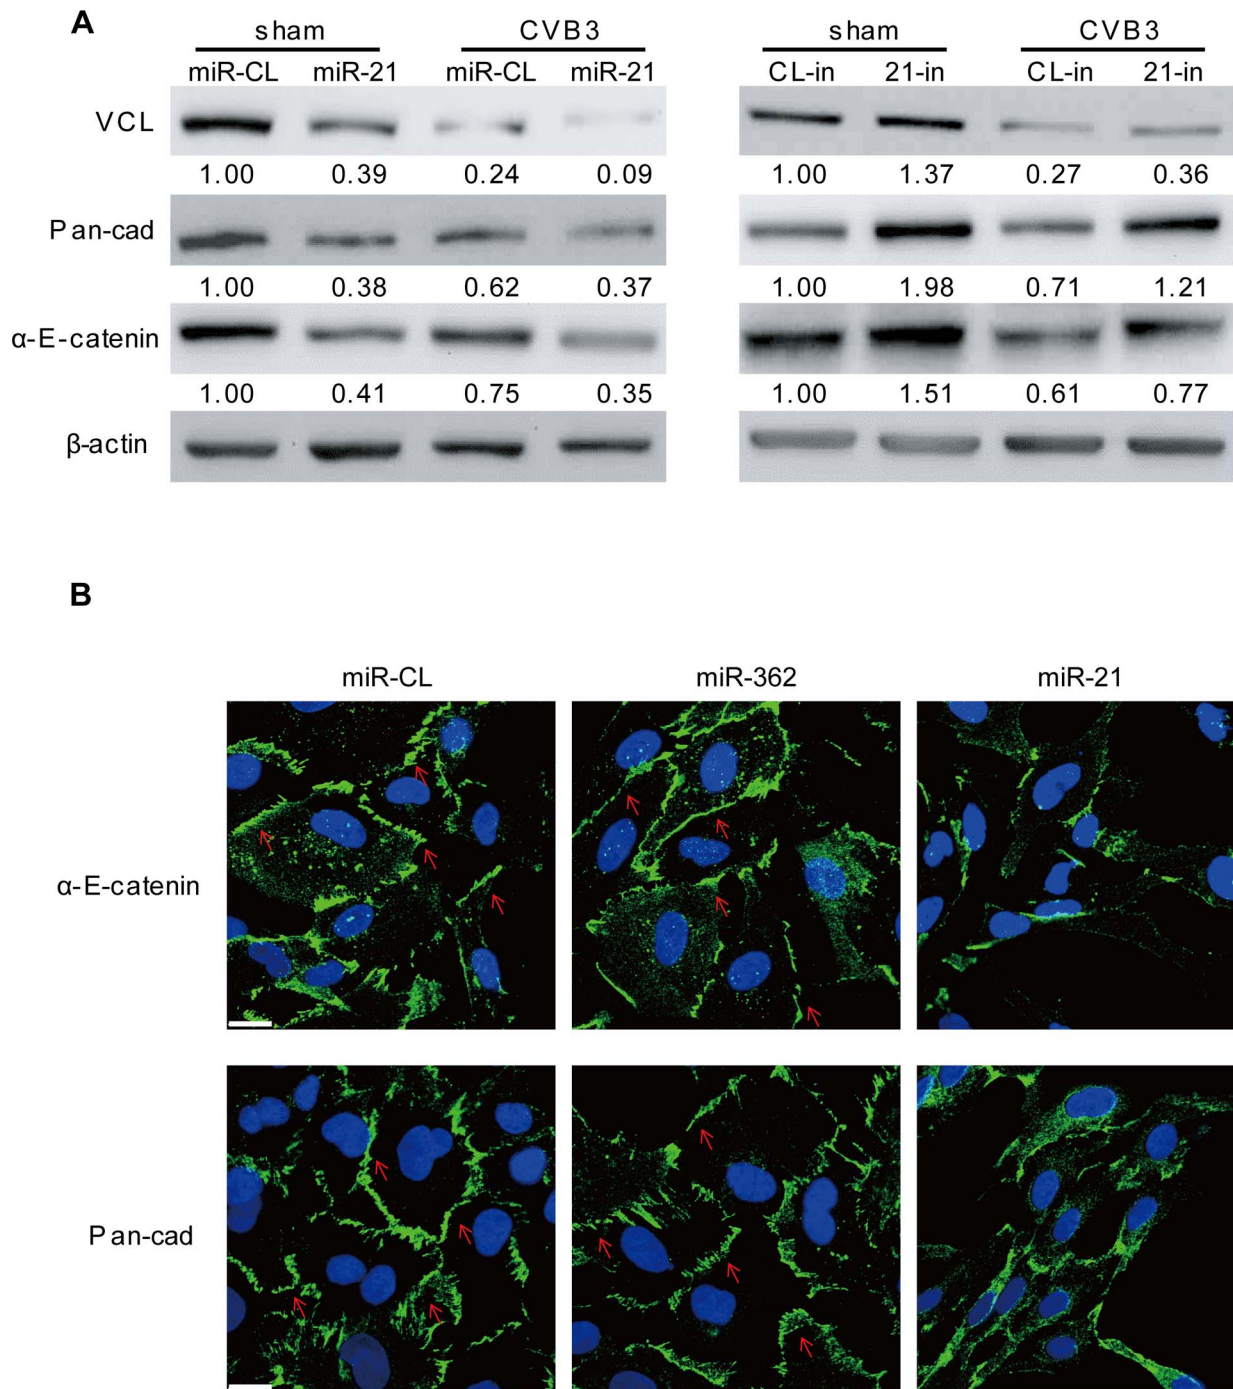 A
sham CVB3 sham CVB3
miR-CL miR-21 miR-CL miR-21 CL-in 21-in CL-in 21-in
VCL
1.00 0.39 0.24 0.09 1.00 1.37 0.27 0.36
Pan-cad
1.00 0.38 0.62 0.37 1.00 1.98 0.71 1.21
α-E-catenin
1.00 0.41 0.75 0.35 1.00 1.51 0.61 0.77
β-actin
B
miR-CL miR-362 miR-21
α-E-catenin
Pan-cad